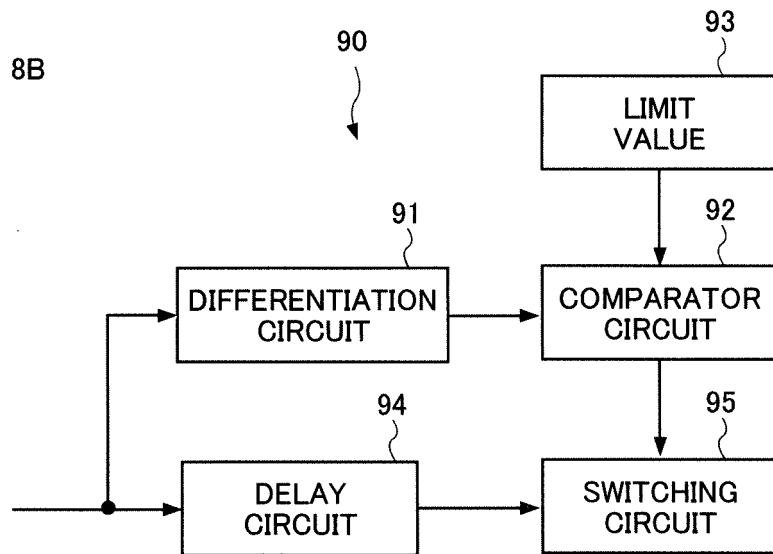 8B
90
93
LIMIT
VALUE
91
92
DIFFERENTIATION
CIRCUIT
COMPARATOR
CIRCUIT
94
95
DELAY
CIRCUIT
SWITCHING
CIRCUIT